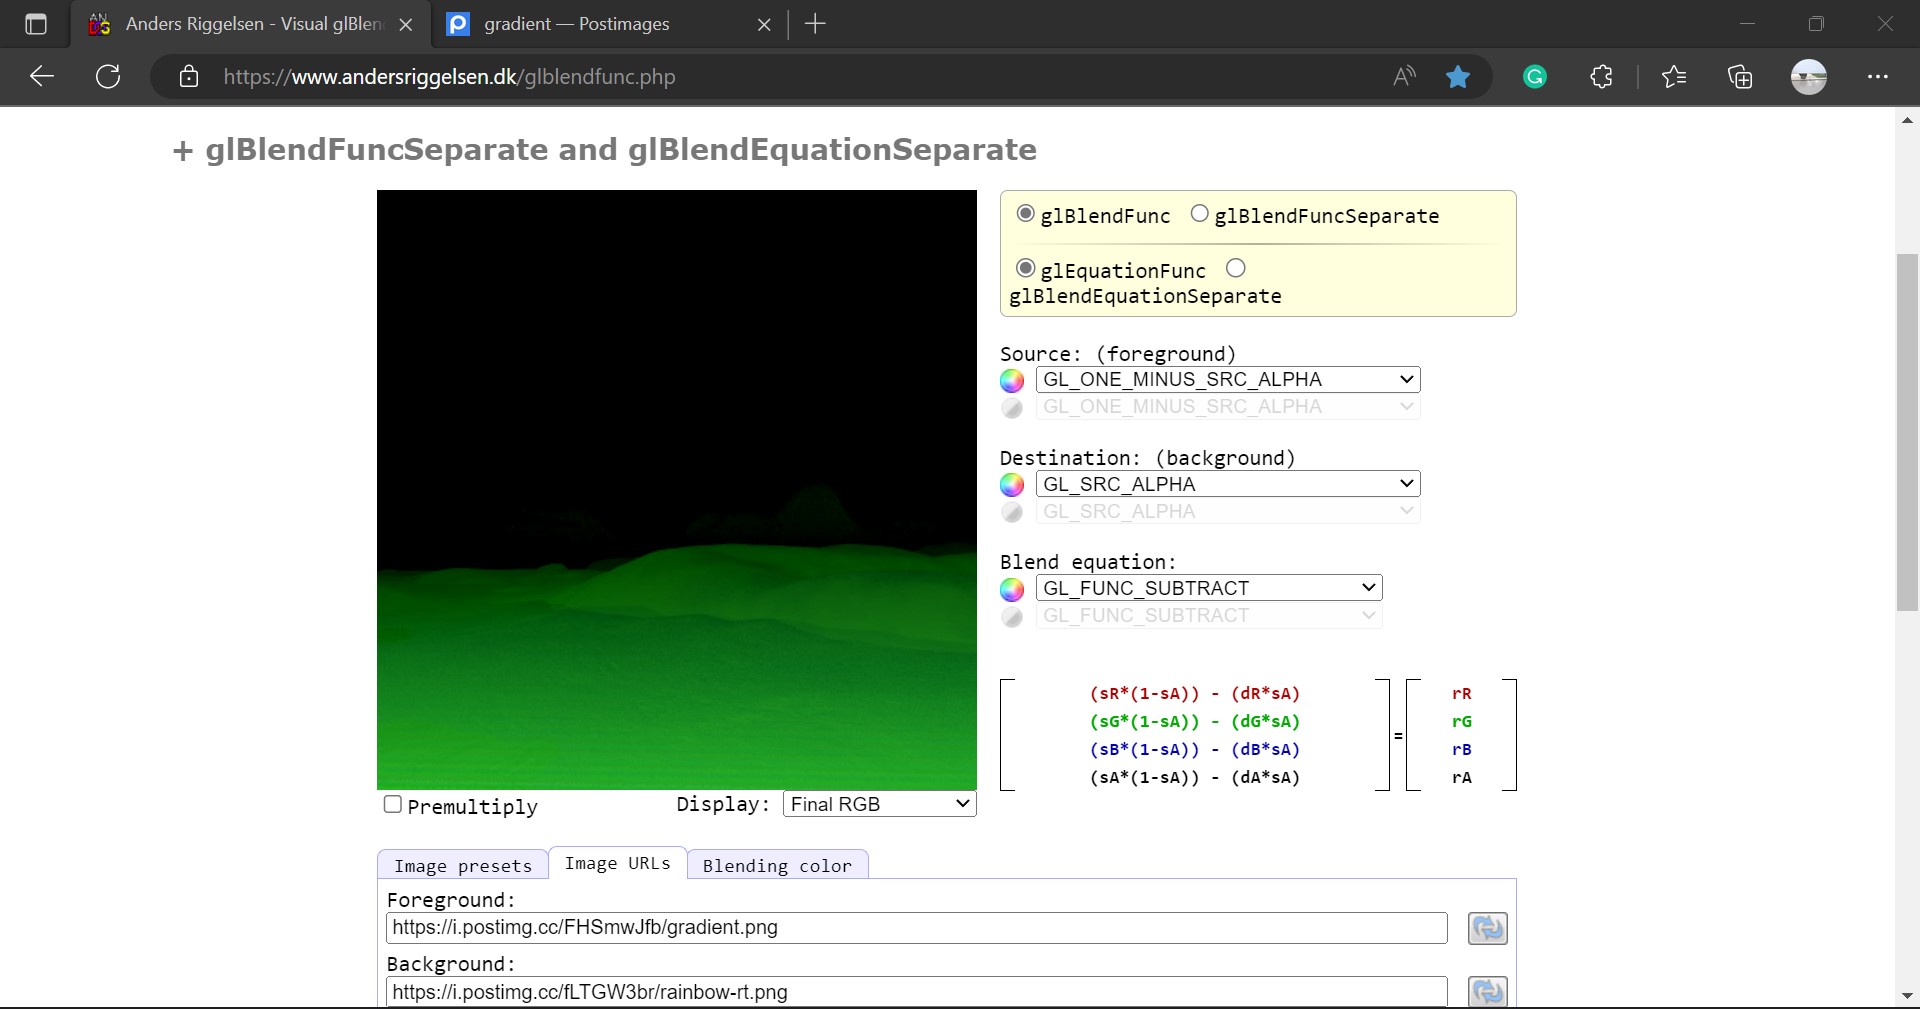 Anders Riggelsen - Visual glBlen
gradient — Postimages
https://www.andersriggelsen.dk/glblendfunc.php
+ glBlendFuncSeparate and glBlendEquationSeparate
glBlendFunc glBlendFuncSeparate
glEquationFunc
glBlendEquationSeparate
Source: (foreground)
GL_ONE_MINUS_SRC_ALPHA
GL_ONE_MINUS_SRC_ALPHA
Destination: (background)
GL_SRC_ALPHA
GL_SRC_ALPHA
Blend equation:
GL_FUNC_SUBTRACT
GL_FUNC_SUBTRACT
(sR*(1-sA)) - (dR*sA) rR
(sG*(1-sA)) - (dG*sA) rG
= 
(sB*(1-sA)) - (dB*sA) rB
(sA*(1-sA)) - (dA*sA) rA
Premultiply Display: Final RGB
Image presets Image URLs Blending color
Foreground:
https://i.postimg.cc/FHSmwJfb/gradient.png
Background:
https://i.postimg.cc/fLTGW3br/rainbow-rt.png